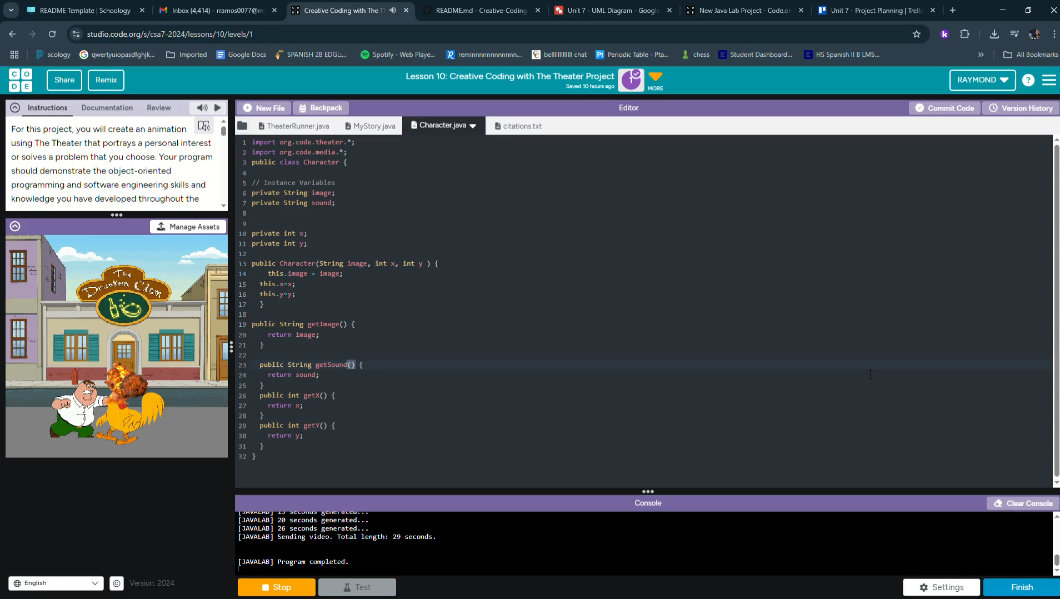 README Template | Schoology
Inbox (4,414) - rramos0077@m
Creative Coding with The T
README.md - Creative-Coding
Unit 7 - UML Diagram - Google
New Java Lab Project - Code.o
Unit 7 - Project Planning | Trell
studio.code.org/s/csa7-2024/lessons/10/levels/1
scology
qwertyuiopasdfghjk...
Imported
Google Docs
SPANISH 2B EDGU...
Spotify - Web Playe...
bellllllllllllll chat
Periodic Table - Pta...
chess
Student Dashboard...
HS Spanish II B LMS...
All Bookmarks
CODE
Share
Remix
Lesson 10: Creative Coding with The Theater Project
Saved 10 hours ago
1
MORE
RAYMOND
Instructions
Documentation
Review
New File
Backpack
Editor
Commit Code
Version History
For this project, you will create an animation
using The Theater that portrays a personal interest
or solves a problem that you choose. Your program
should demonstrate the object-oriented
programming and software engineering skills and
knowledge you have developed throughout the
Manage Assets
The
Drunken Clam
TheaterRunner.java
MyStory.java
Character.java
citations.txt
1 import org.code.theater.*;
2 import org.code.media.*;
3 public class Character {
4
5 // Instance Variables
6 private String image;
7 private String sound;
8
9
10 private int x;
11 private int y;
12
13 public Character(String image, int x, int y ) {
14 this.image = image;
15 this.x=x;
16 this.y=y;
17 }
18
19 public String getImage() {
20 return image;
21 }
22
23 public String getSound() {
24 return sound;
25 }
26 public int getX() {
27 return x;
28 }
29 public int getY() {
30 return y;
31 }
32 }
Console
Clear Console
[JAVALAB] 15 seconds generated...
[JAVALAB] 20 seconds generated...
[JAVALAB] 26 seconds generated...
[JAVALAB] Sending video. Total length: 29 seconds.
[JAVALAB] Program completed.
English
Version: 2024
Stop
Test
Settings
Finish